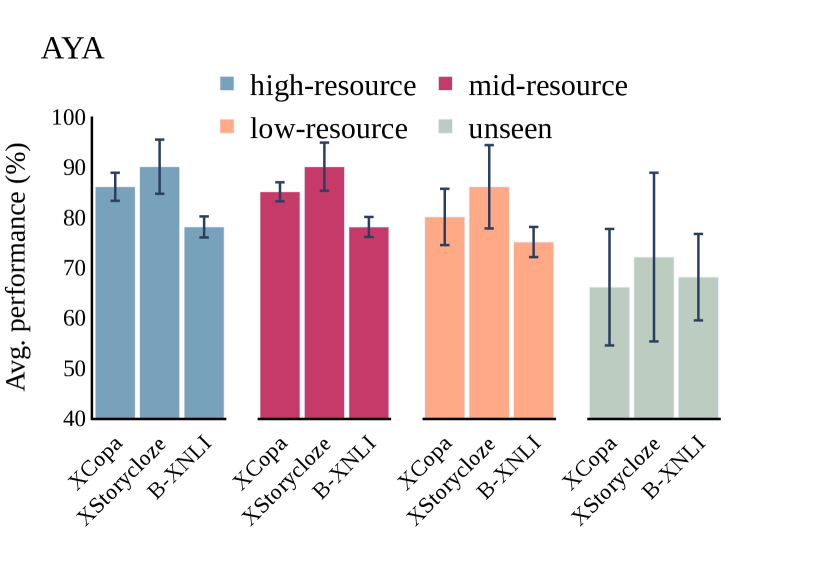 AYA
high-resource
mid-resource
low-resource
unseen
Avg. performance (%)
100
90
80
70
60
50
40
XCopa
XStorycloze
B-XNLI
XCopa
XStorycloze
B-XNLI
XCopa
XStorycloze
B-XNLI
XCopa
XStorycloze
B-XNLI